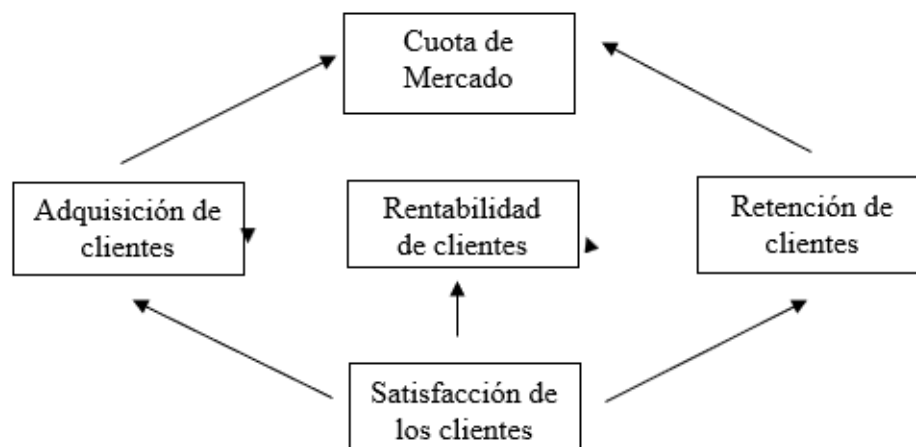 Cuota de
Mercado
Adquisición de
clientes
Rentabilidad
de clientes
Retención de
clientes
Satisfacción de
los clientes